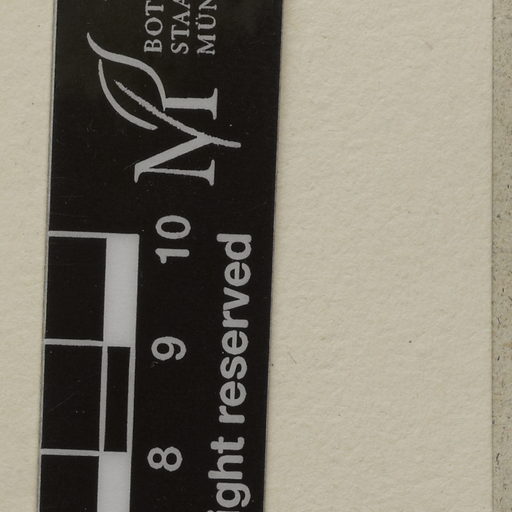 BOT
STAA
MÜN
M
10
9
8
ight reserved